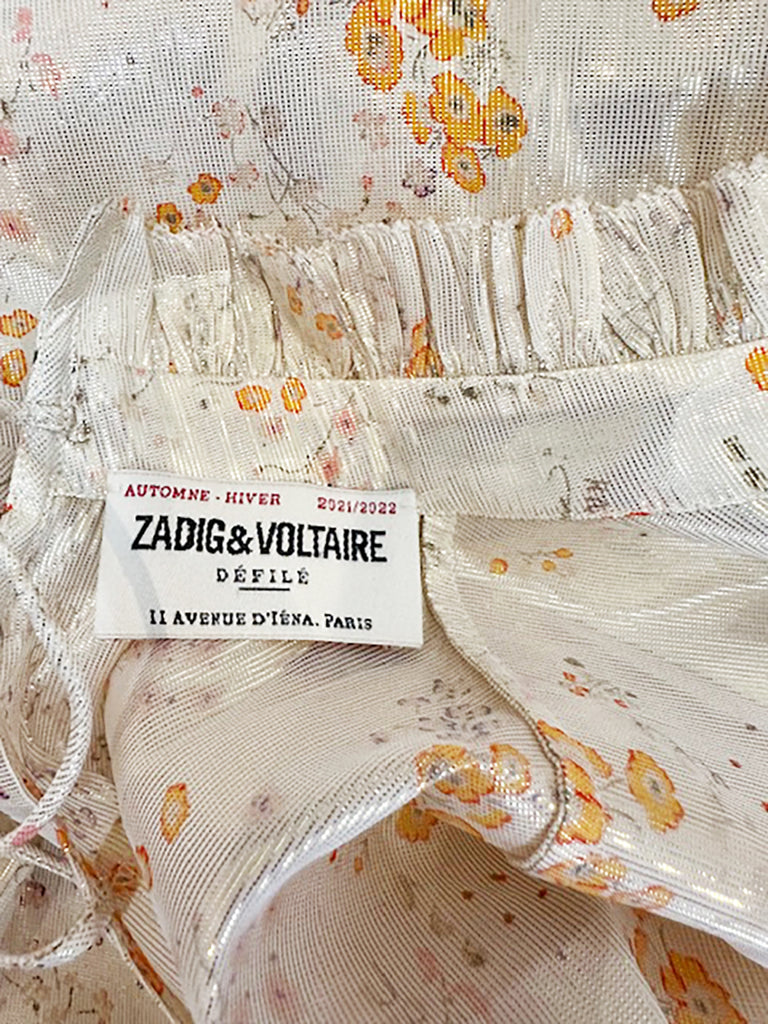 AUTOMNE - HIVER 2021/2022
ZADIG&VOLTAIRE
DÉFILÉ
11 AVENUE D'IÉNA. PARIS